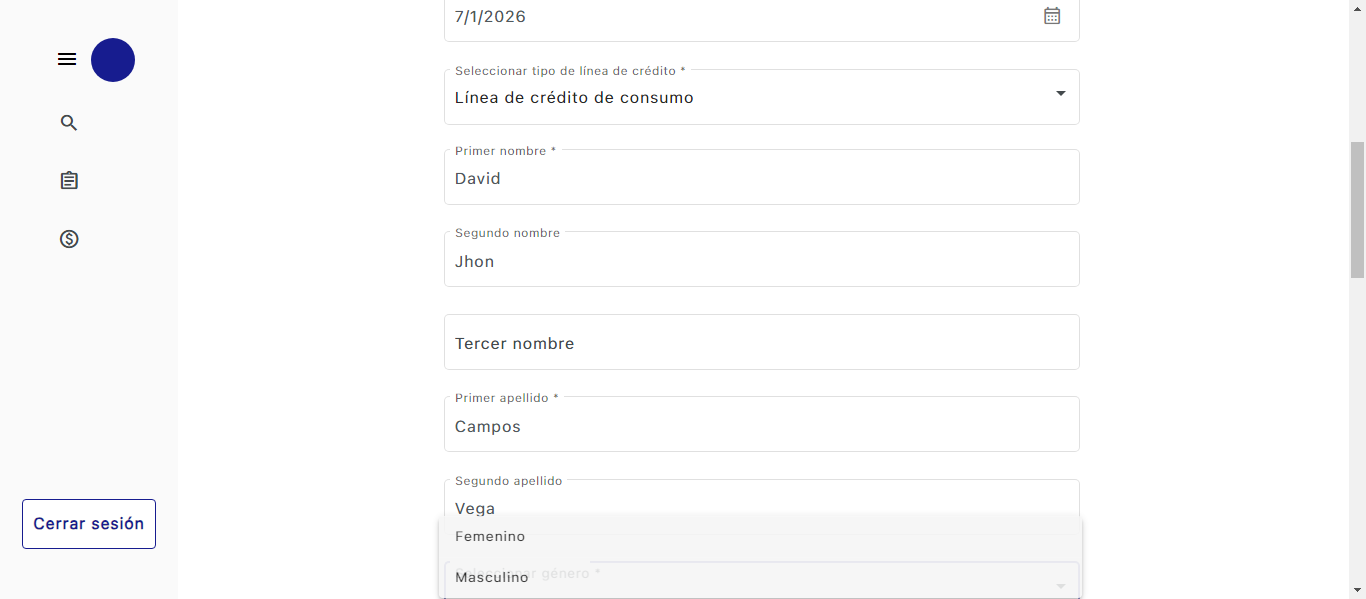 7/1/2026
Seleccionar tipo de línea de crédito *
Línea de crédito de consumo
Primer nombre *
David
Segundo nombre
Jhon
Tercer nombre
Primer apellido *
Campos
Segundo apellido
Vega
Femenino
Seleccionar género *
Masculino
Cerrar sesión